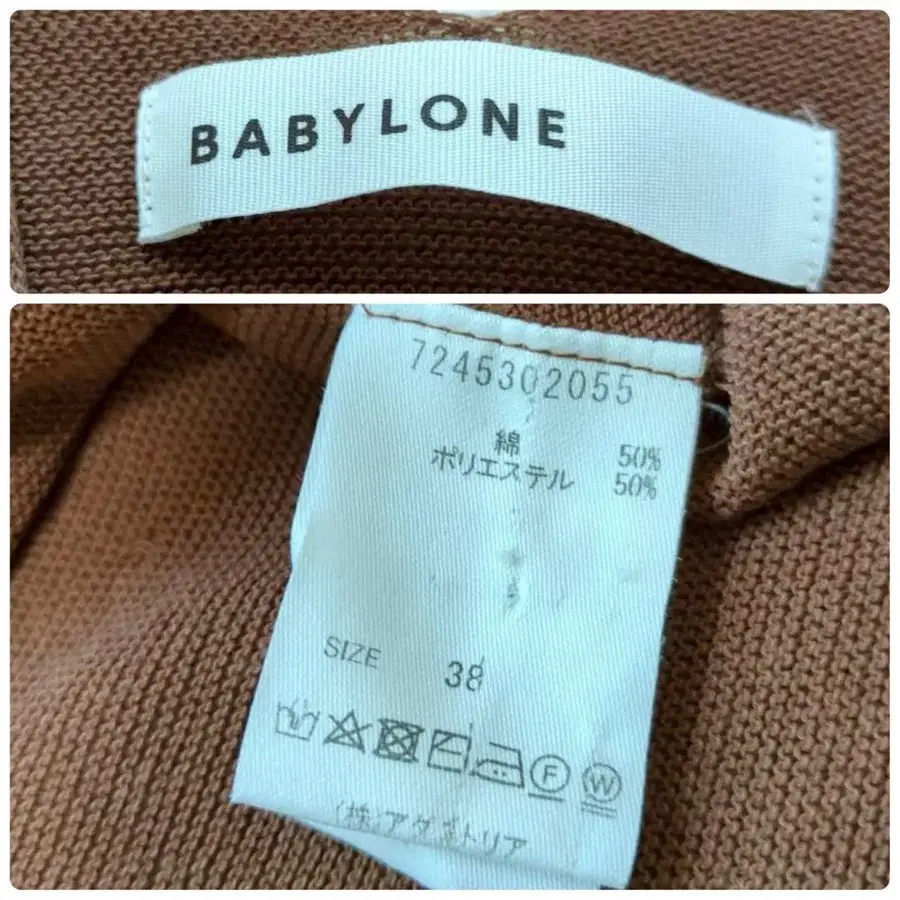 BABYLONE
7245302055
綿 50%
ポリエステル 50%
SIZE 38
F W
(株)アダストリア